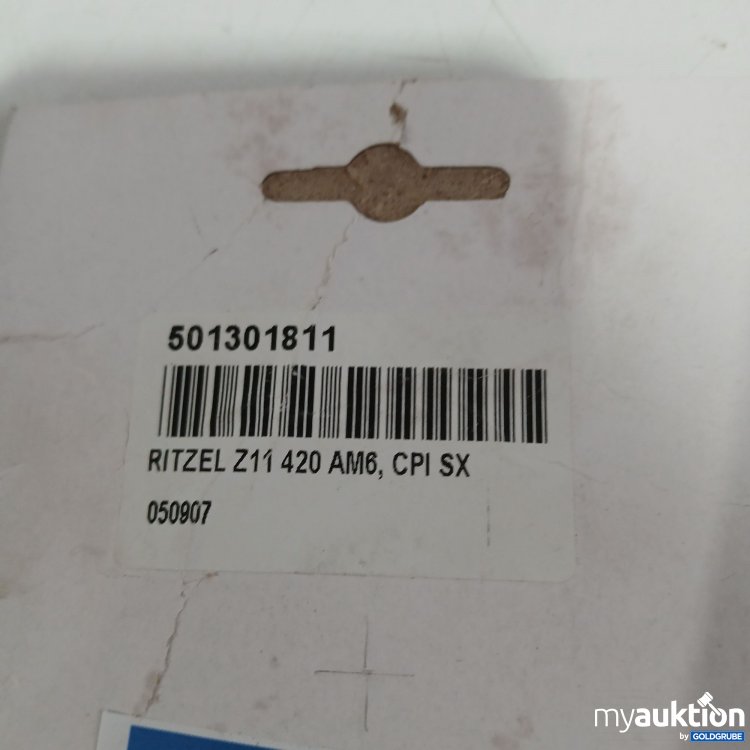 501301811
RITZEL Z11 420 AM6, CPI SX
050907
myauktion
by GOLDGRUBE